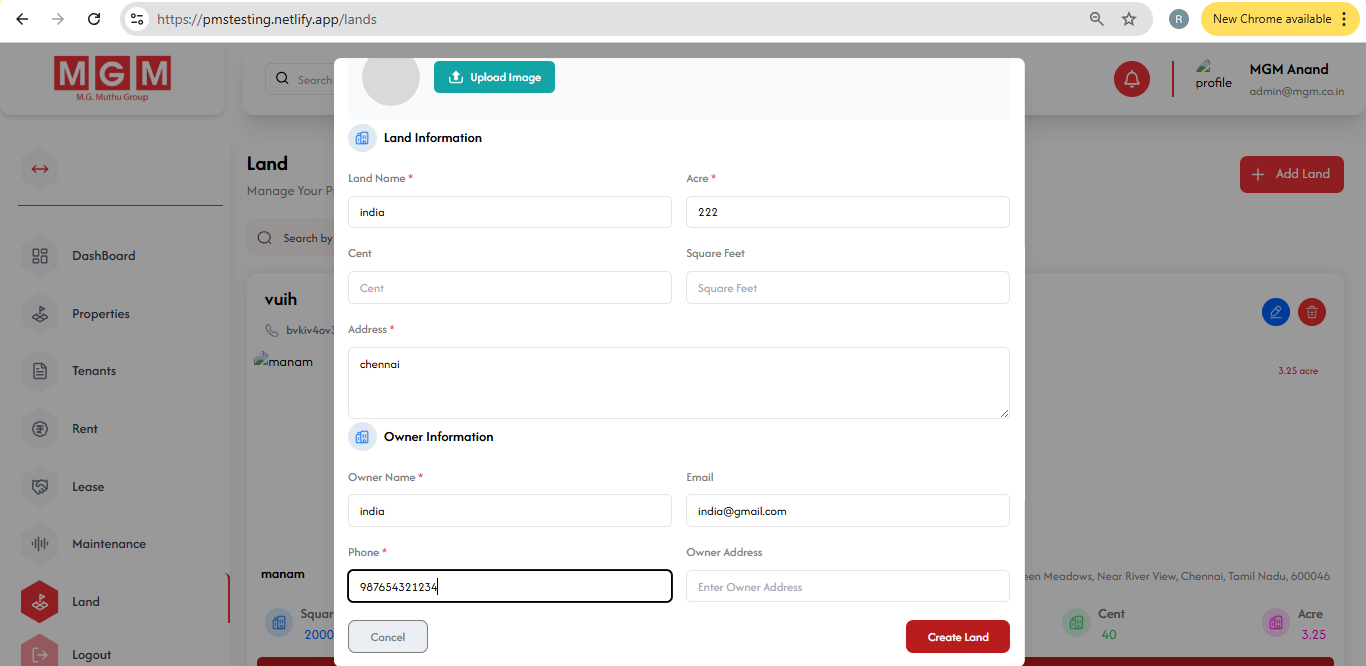 https://pmstesting.netlify.app/lands
R
New Chrome available
MGM
M.G. Muthu Group
Search
Upload Image
profile
MGM Anand
admin@mgm.co.in
Land Information
Land
Manage Your P
Add Land
Land Name *
Acre *
india
222
Search by
Cent
Square Feet
Cent
Square Feet
DashBoard
vuih
Properties
bvkiv4ov3
Address *
chennai
manam
Tenants
3.25 acre
Rent
Owner Information
Owner Name *
Email
Lease
india
india@gmail.com
Maintenance
Phone *
Owner Address
manam
987654321234
Enter Owner Address
een Meadows, Near River View, Chennai, Tamil Nadu, 600046
Land
Squar
2000
Cent
40
Acre
3.25
Cancel
Create Land
Logout